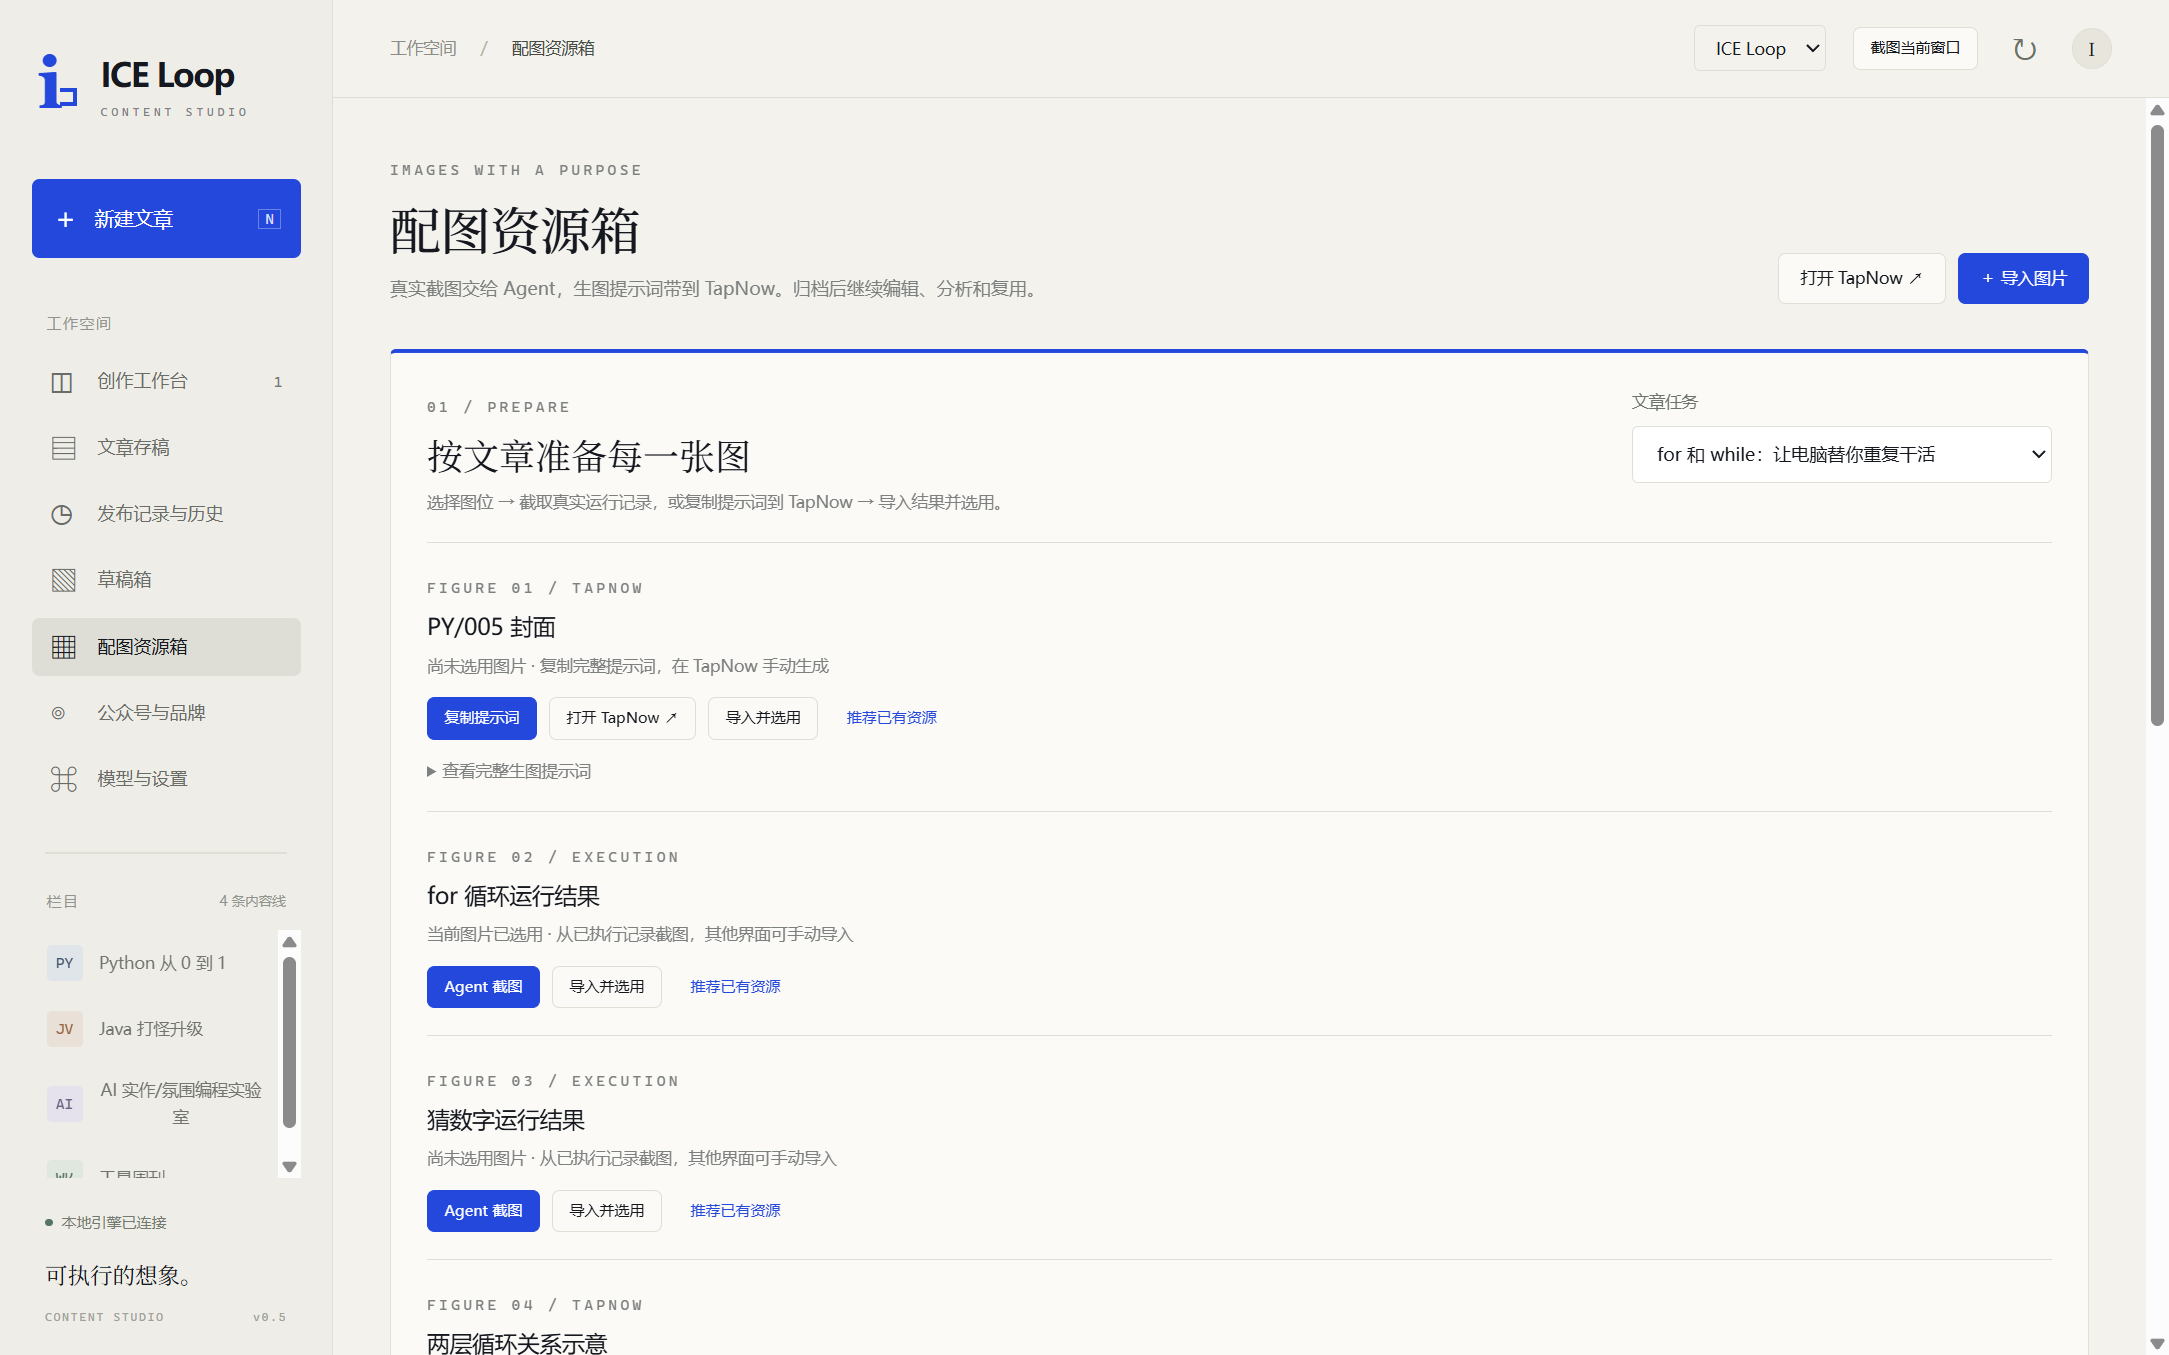 ICE Loop
CONTENT STUDIO
+ 新建文章 N
工作空间
创作工作台 1
文章存稿
发布记录与历史
草稿箱
配图资源箱
公众号与品牌
模型与设置
栏目 4 条内容线
PY Python 从 0 到 1
JV Java 打怪升级
AI AI 实作/氛围编程实验
室
本地引擎已连接
可执行的想象。
CONTENT STUDIO v0.5
工作空间 / 配图资源箱
ICE Loop 截图当前窗口 I
IMAGES WITH A PURPOSE
配图资源箱
真实截图交给 Agent，生图提示词带到 TapNow。归档后继续编辑、分析和复用。
打开 TapNow ↗ + 导入图片
01 / PREPARE
按文章准备每一张图
选择图位 → 截取真实运行记录，或复制提示词到 TapNow → 导入结果并选用。
文章任务
for 和 while：让电脑替你重复干活
FIGURE 01 / TAPNOW
PY/005 封面
尚未选用图片 · 复制完整提示词，在 TapNow 手动生成
复制提示词 打开 TapNow ↗ 导入并选用 推荐已有资源
▶ 查看完整生图提示词
FIGURE 02 / EXECUTION
for 循环运行结果
当前图片已选用 · 从已执行记录截图，其他界面可手动导入
Agent 截图 导入并选用 推荐已有资源
FIGURE 03 / EXECUTION
猜数字运行结果
尚未选用图片 · 从已执行记录截图，其他界面可手动导入
Agent 截图 导入并选用 推荐已有资源
FIGURE 04 / TAPNOW
两层循环关系示意